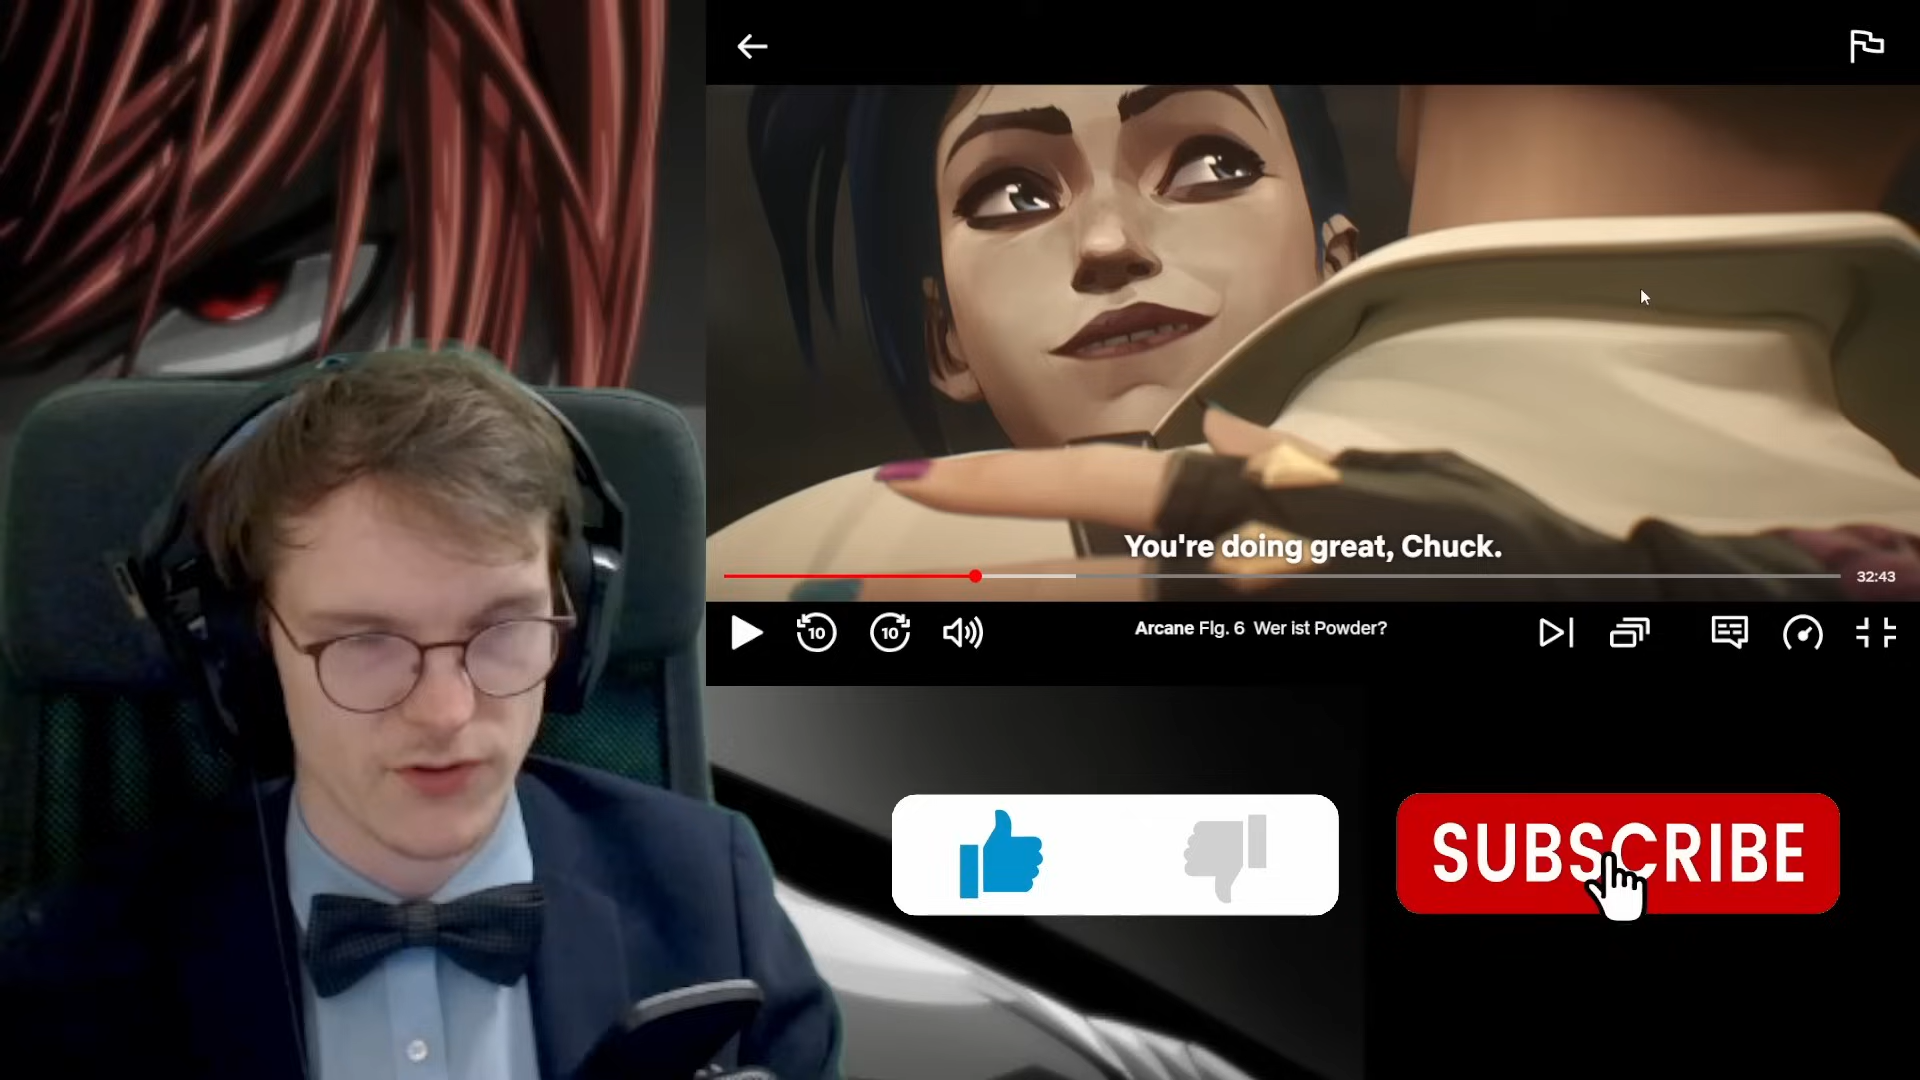 You're doing great, Chuck.
32:43
10
10
Arcane Flg. 6 Wer ist Powder?
SUBSCRIBE